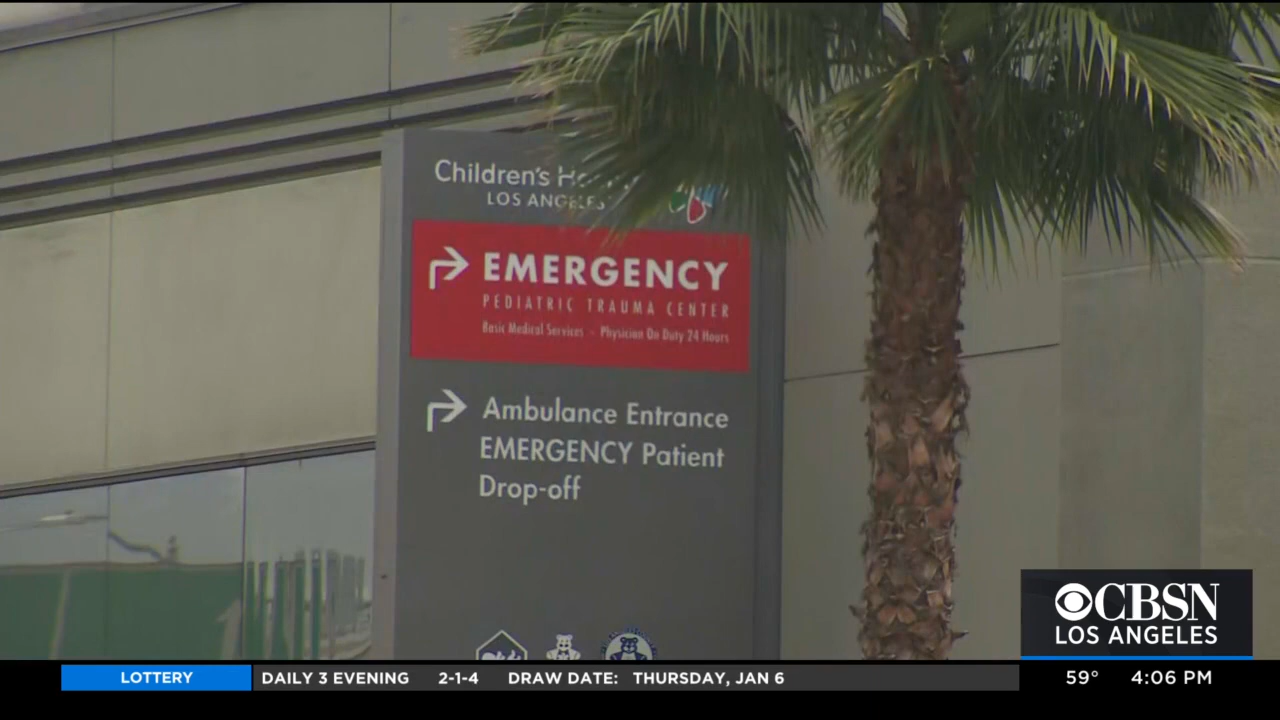 Children's
LOS ANGELES
EMERGENCY
PEDIATRIC TRAUMA CENTER
Basic Medical Services - Physician On Duty 24 Hours
Ambulance Entrance
EMERGENCY Patient
Drop-off
CBSN
LOS ANGELES
LOTTERY DAILY 3 EVENING 2-1-4 DRAW DATE: THURSDAY, JAN 6 59° 4:06 PM